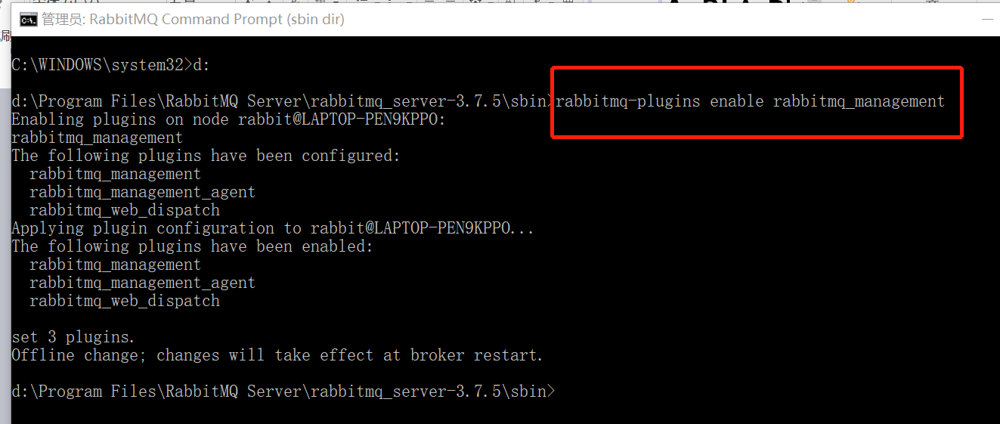 管理员: RabbitMQ Command Prompt (sbin dir)
C:\WINDOWS\system32>d:
d:\Program Files\RabbitMQ Server\rabbitmq_server-3.7.5\sbin>rabbitmq-plugins enable rabbitmq_management
Enabling plugins on node rabbit@LAPTOP-PEN9KPPO:
rabbitmq_management
The following plugins have been configured:
  rabbitmq_management
  rabbitmq_management_agent
  rabbitmq_web_dispatch
Applying plugin configuration to rabbit@LAPTOP-PEN9KPPO...
The following plugins have been enabled:
  rabbitmq_management
  rabbitmq_management_agent
  rabbitmq_web_dispatch
set 3 plugins.
Offline change; changes will take effect at broker restart.
d:\Program Files\RabbitMQ Server\rabbitmq_server-3.7.5\sbin>